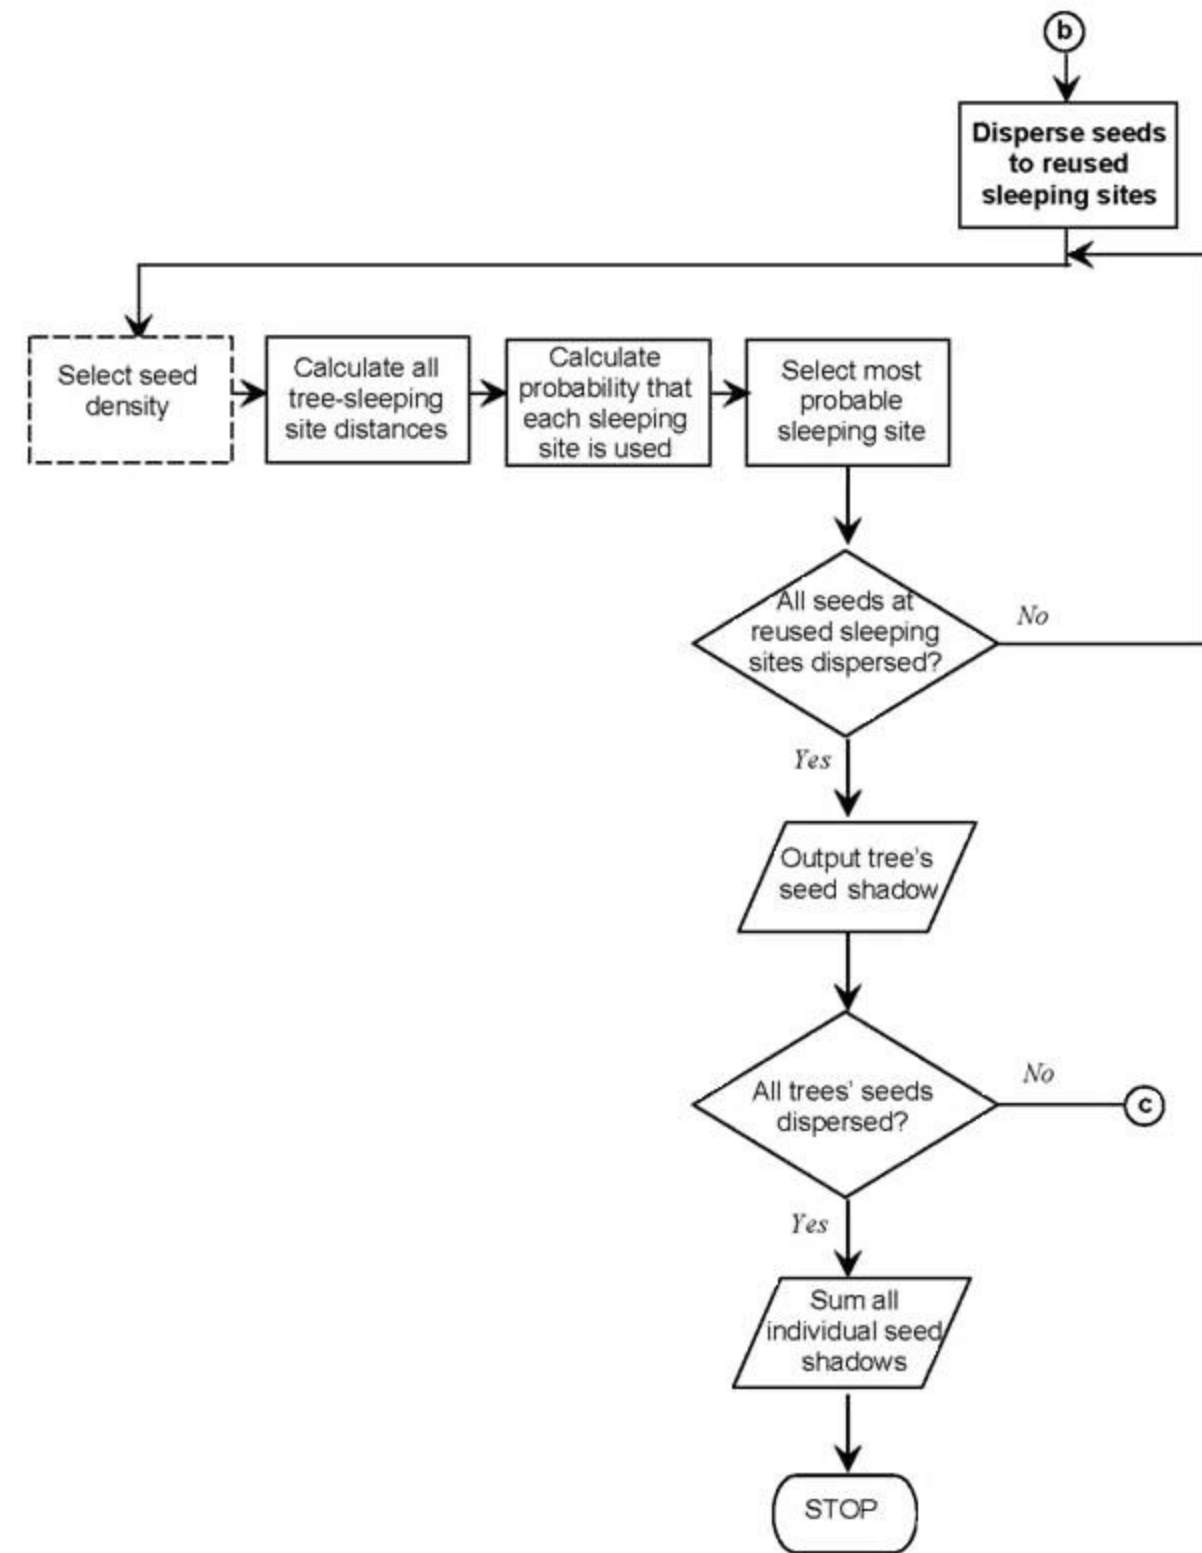 b
Disperse seeds
to reused
sleeping sites
Select seed
density
Calculate all
tree-sleeping
site distances
Calculate
probability that
each sleeping
site is used
Select most
probable
sleeping site
All seeds at
reused sleeping
sites dispersed?
No
Yes
Output tree's
seed shadow
All trees' seeds
dispersed?
No
c
Yes
Sum all
individual seed
shadows
STOP